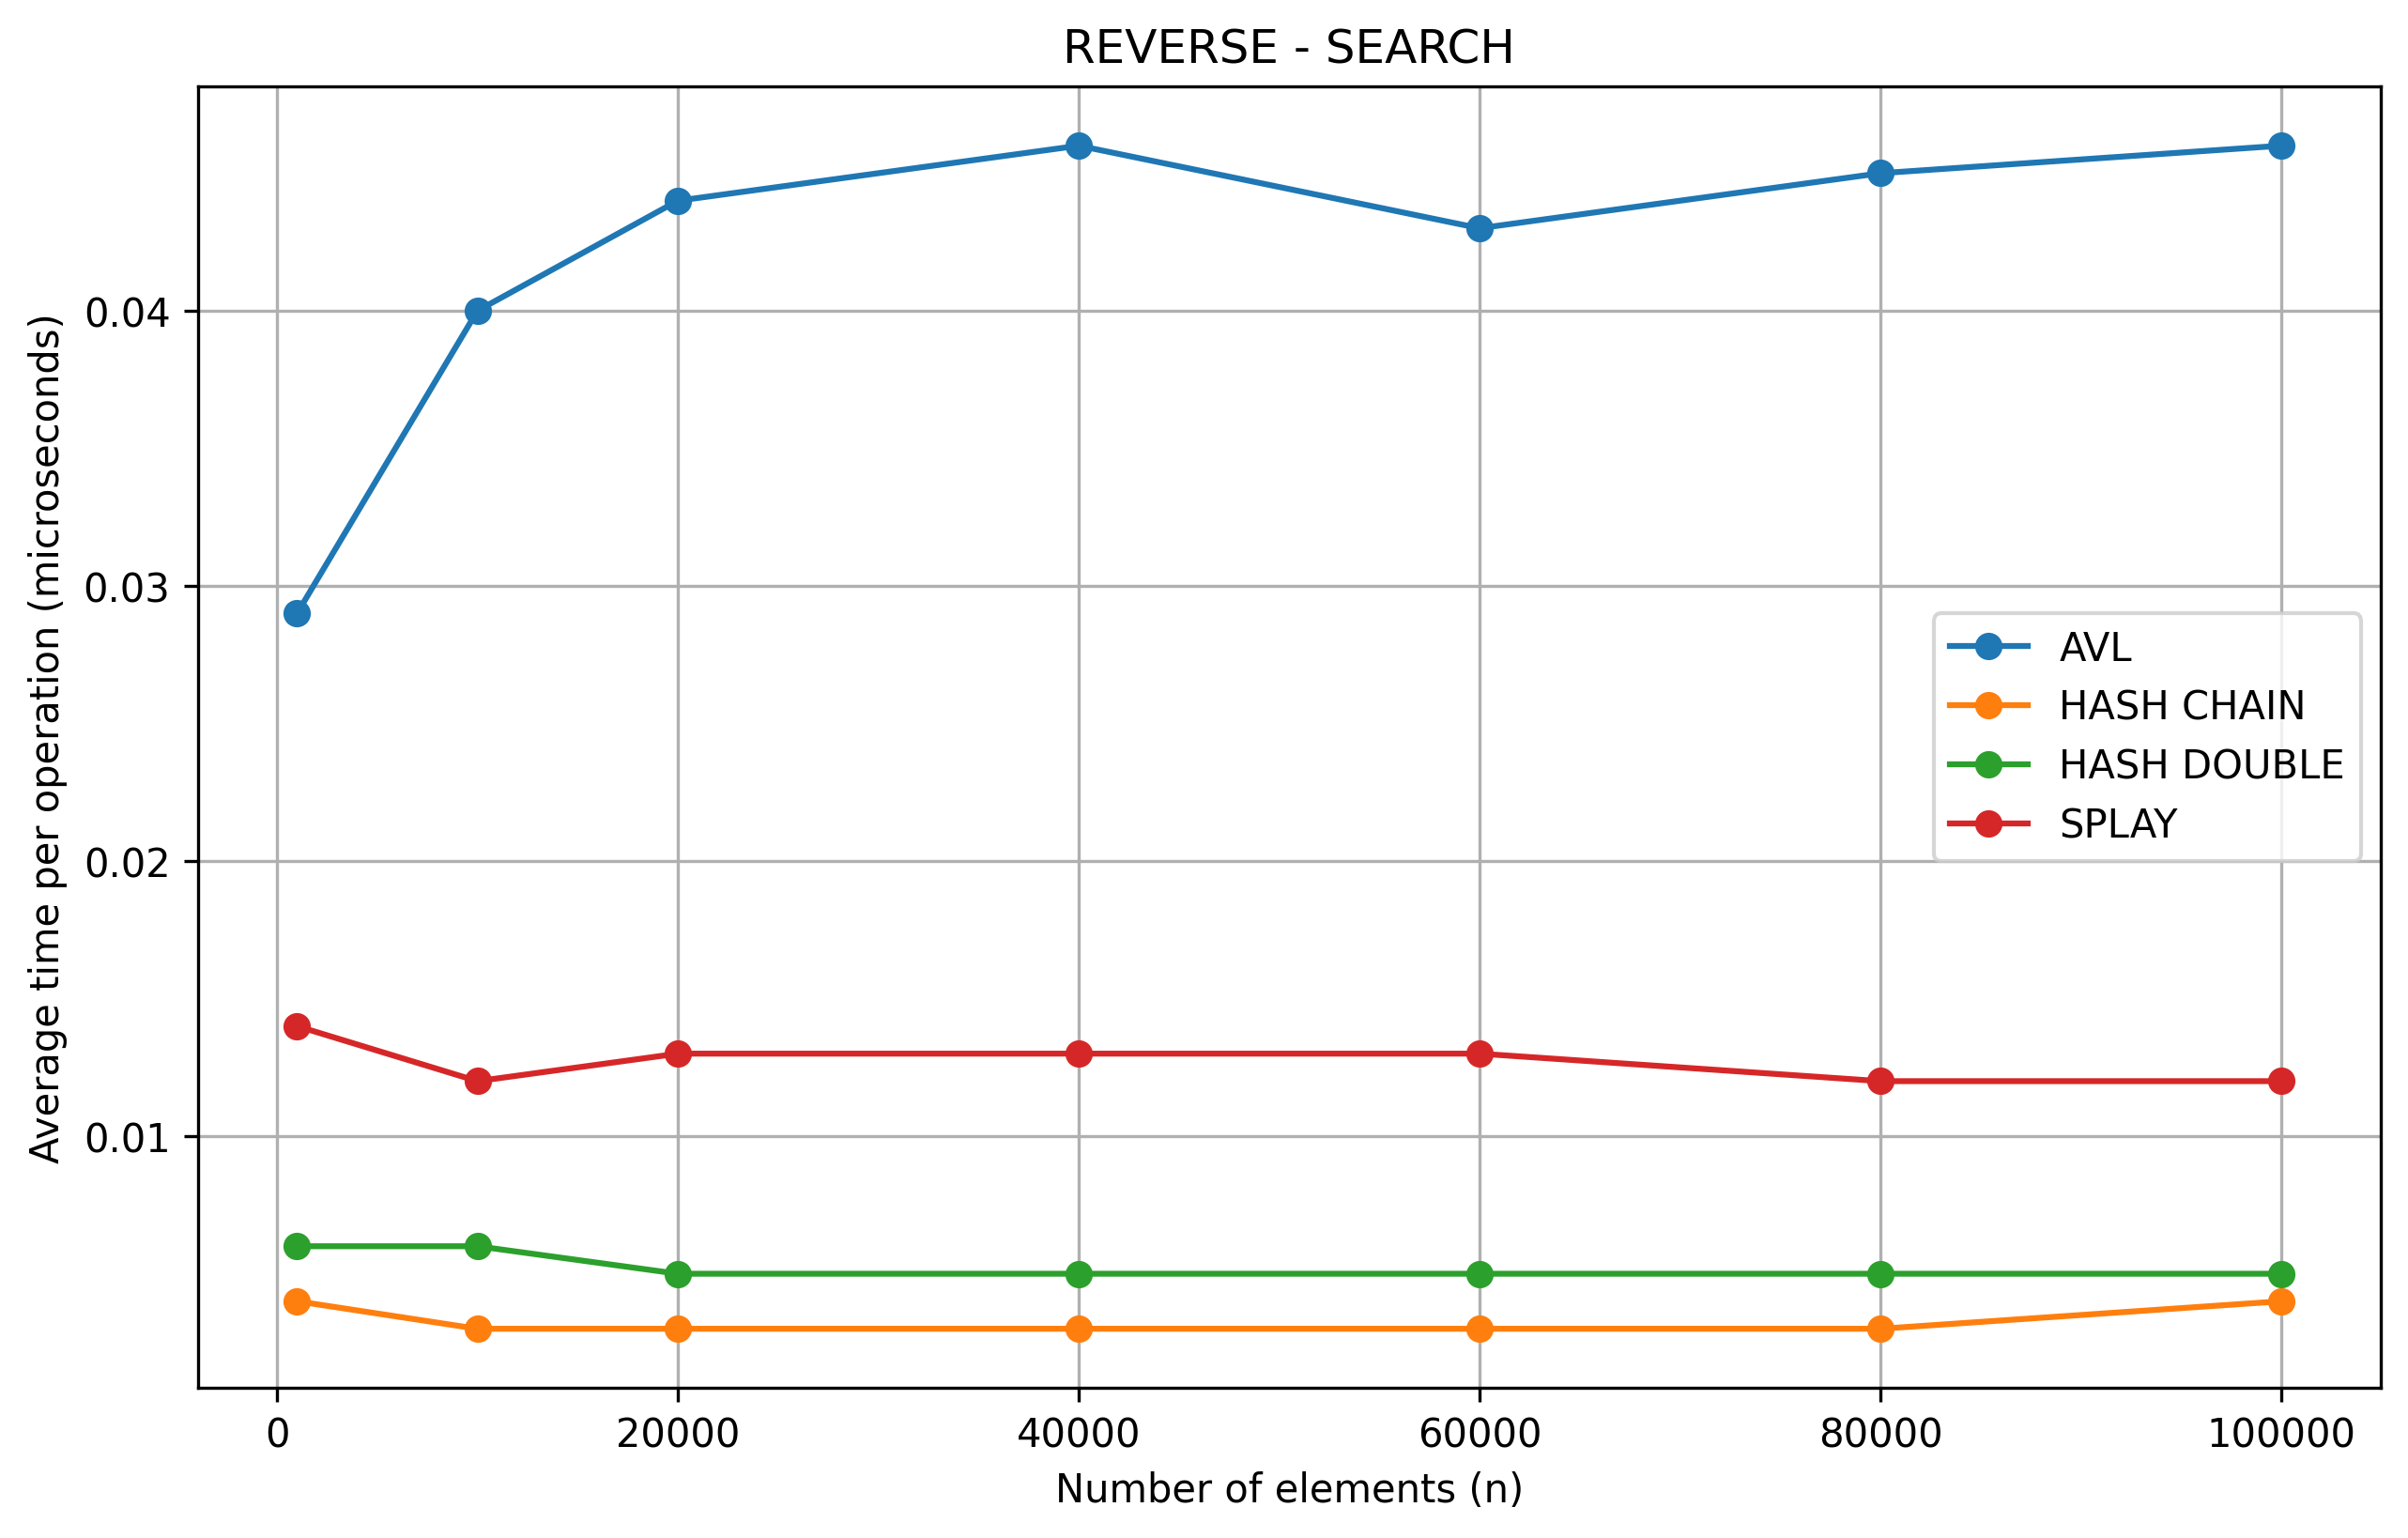 REVERSE - SEARCH
Average time per operation (microseconds)
0.04
0.03
0.02
0.01
AVL
HASH CHAIN
HASH DOUBLE
SPLAY
0 20000 40000 60000 80000 100000
Number of elements (n)